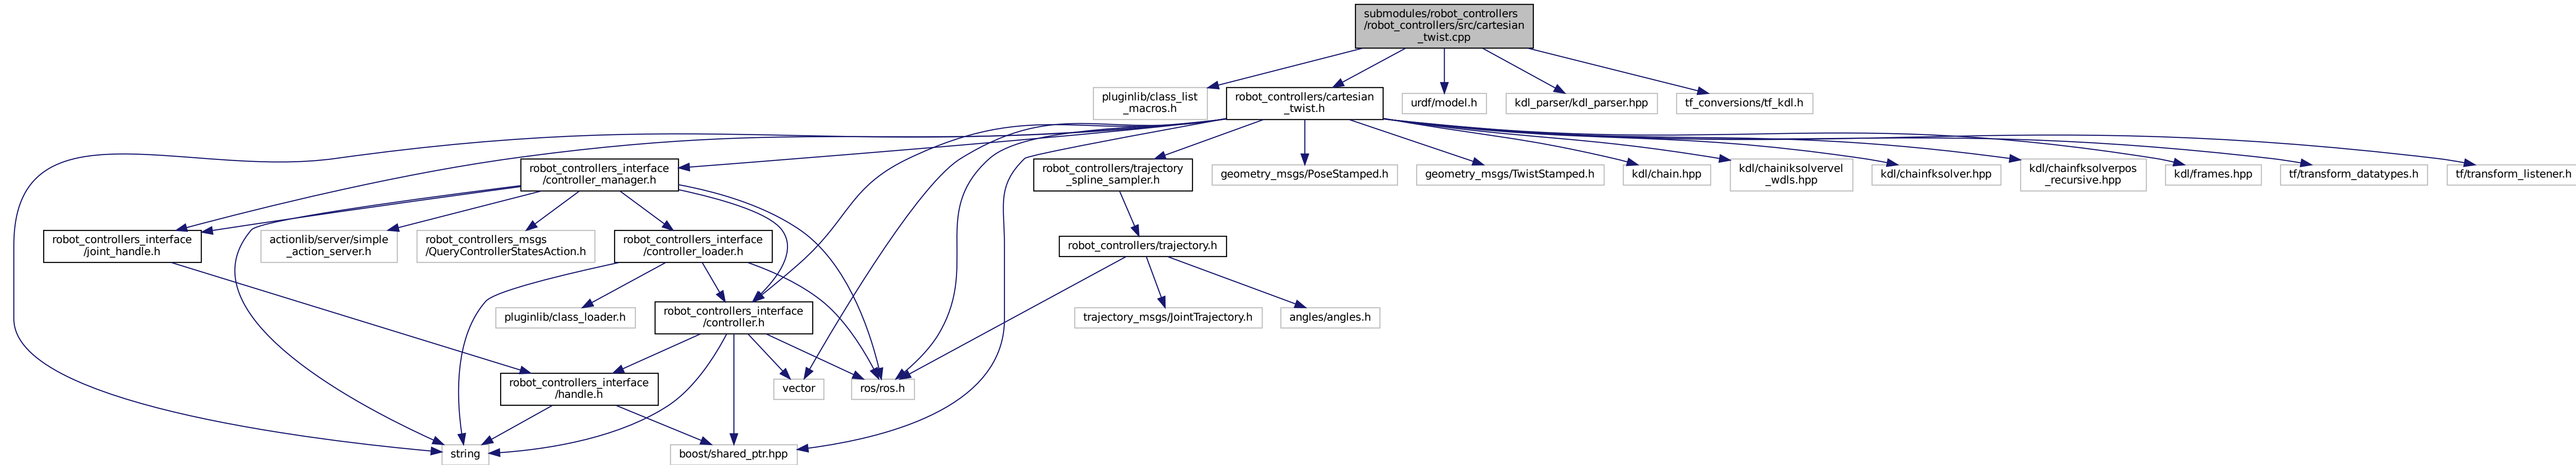 submodules/robot_controllers
/robot_controllers/src/cartesian
_twist.cpp
pluginlib/class_list
_macros.h
robot_controllers/cartesian
_twist.h
urdf/model.h
kdl_parser/kdl_parser.hpp
tf_conversions/tf_kdl.h
robot_controllers_interface
/controller_manager.h
robot_controllers/trajectory
_spline_sampler.h
geometry_msgs/PoseStamped.h
geometry_msgs/TwistStamped.h
kdl/chain.hpp
kdl/chainiksolvervel
_wdls.hpp
kdl/chainfksolver.hpp
kdl/chainfksolverpos
_recursive.hpp
kdl/frames.hpp
tf/transform_datatypes.h
tf/transform_listener.h
robot_controllers_interface
/joint_handle.h
actionlib/server/simple
_action_server.h
robot_controllers_msgs
/QueryControllerStatesAction.h
robot_controllers_interface
/controller_loader.h
robot_controllers/trajectory.h
pluginlib/class_loader.h
robot_controllers_interface
/controller.h
trajectory_msgs/JointTrajectory.h
angles/angles.h
robot_controllers_interface
/handle.h
vector
ros/ros.h
string
boost/shared_ptr.hpp